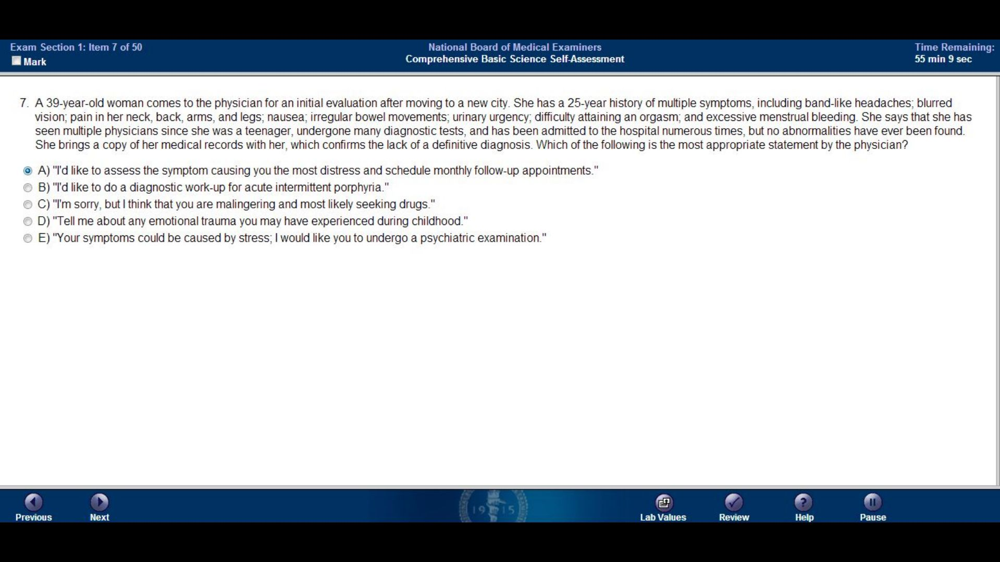 Exam Section 1: Item 7 of 50
Mark
National Board of Medical Examiners
Comprehensive Basic Science Self-Assessment
Time Remaining:
55 min 9 sec
7. A 39-year-old woman comes to the physician for an initial evaluation after moving to a new city. She has a 25-year history of multiple symptoms, including band-like headaches; blurred
vision; pain in her neck, back, arms, and legs; nausea; irregular bowel movements; urinary urgency; difficulty attaining an orgasm; and excessive menstrual bleeding. She says that she has
seen multiple physicians since she was a teenager, undergone many diagnostic tests, and has been admitted to the hospital numerous times, but no abnormalities have ever been found.
She brings a copy of her medical records with her, which confirms the lack of a definitive diagnosis. Which of the following is the most appropriate statement by the physician?
A) "I'd like to assess the symptom causing you the most distress and schedule monthly follow-up appointments."
B) "I'd like to do a diagnostic work-up for acute intermittent porphyria."
C) "I'm sorry, but I think that you are malingering and most likely seeking drugs."
D) "Tell me about any emotional trauma you may have experienced during childhood."
E) "Your symptoms could be caused by stress; I would like you to undergo a psychiatric examination."
1915
Previous
Next
Lab Values
Review
Help
Pause